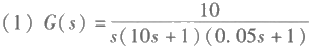 (1) G(s) = 10 / s(10s + 1)(0.05s + 1)